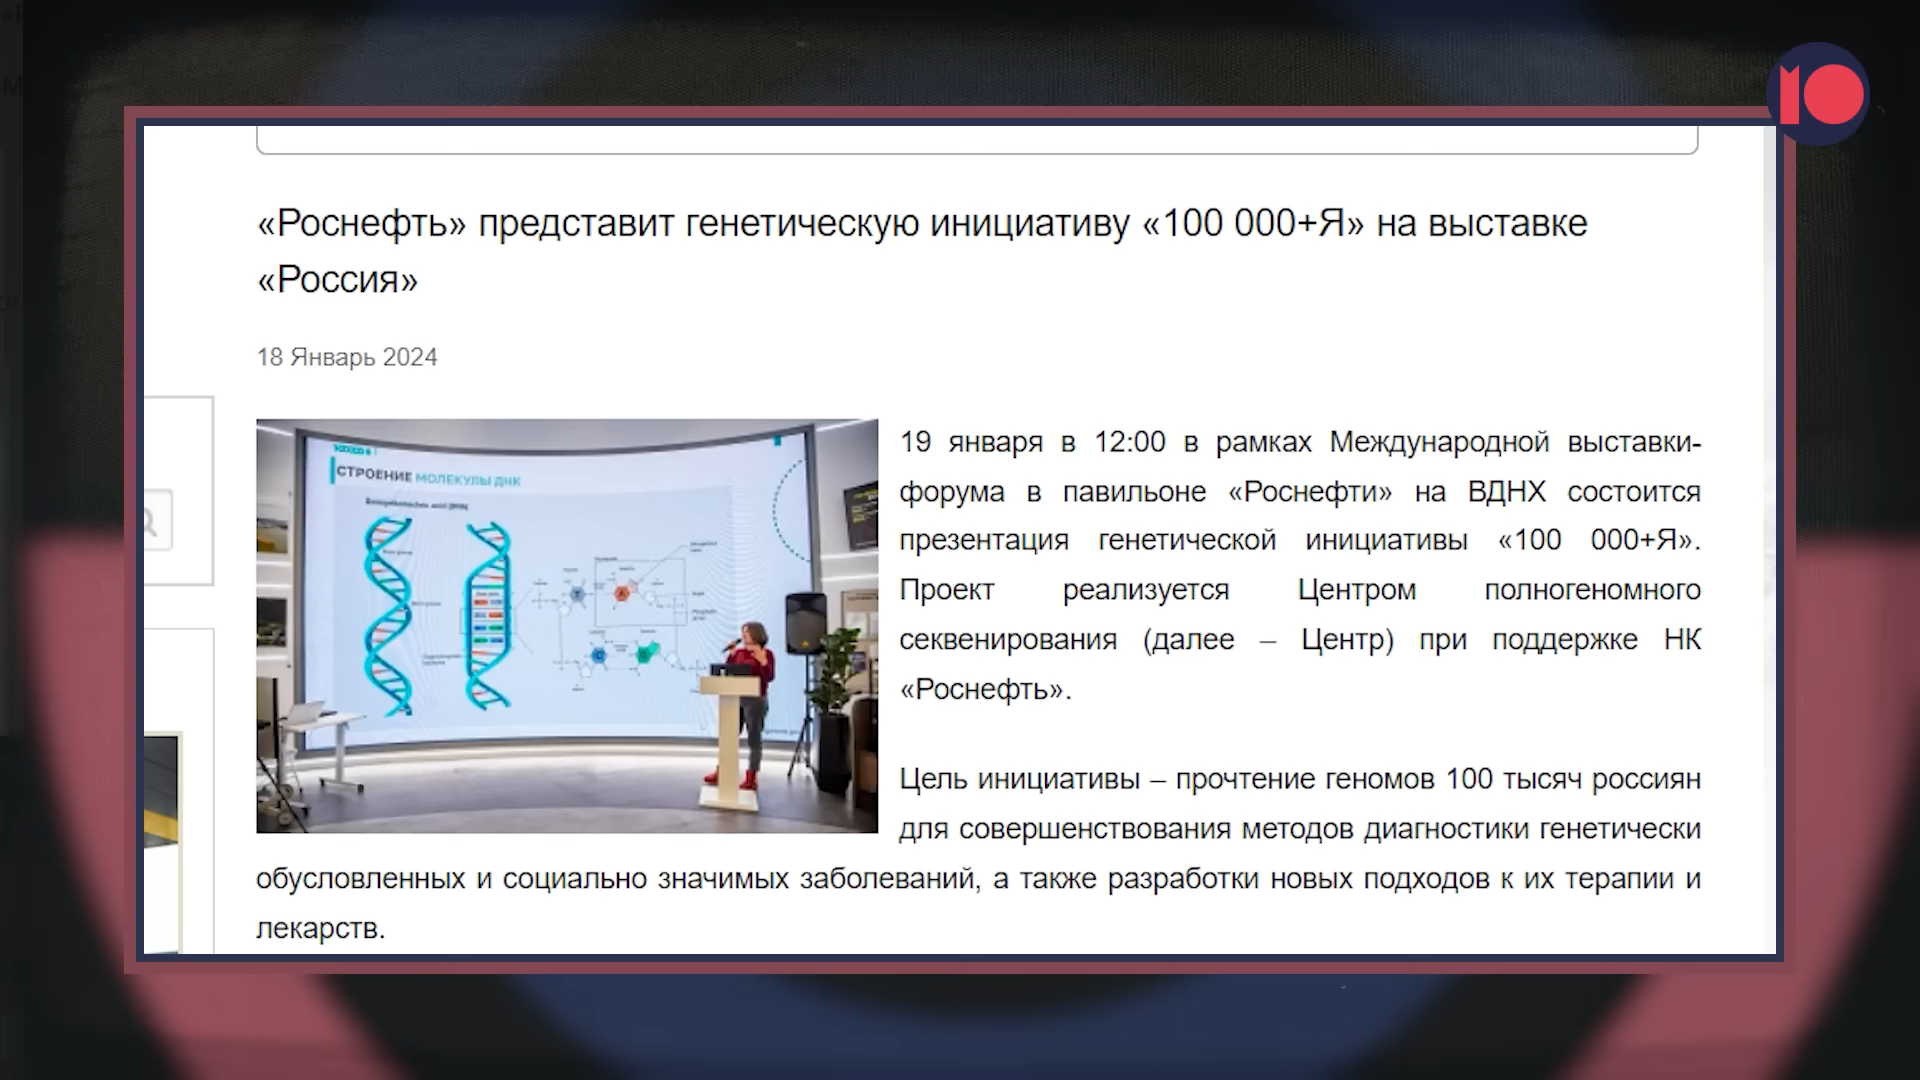 «Роснефть» представит генетическую инициативу «100 000+Я» на выставке
«Россия»
18 Январь 2024
СТРОЕНИЕ МОЛЕКУЛЫ ДНК
19 января в 12:00 в рамках Международной выставки-
форума в павильоне «Роснефти» на ВДНХ состоится
презентация генетической инициативы «100 000+Я».
Проект реализуется Центром полногеномного
секвенирования (далее – Центр) при поддержке НК
«Роснефть».
Цель инициативы – прочтение геномов 100 тысяч россиян
для совершенствования методов диагностики генетически
обусловленных и социально значимых заболеваний, а также разработки новых подходов к их терапии и
лекарств.